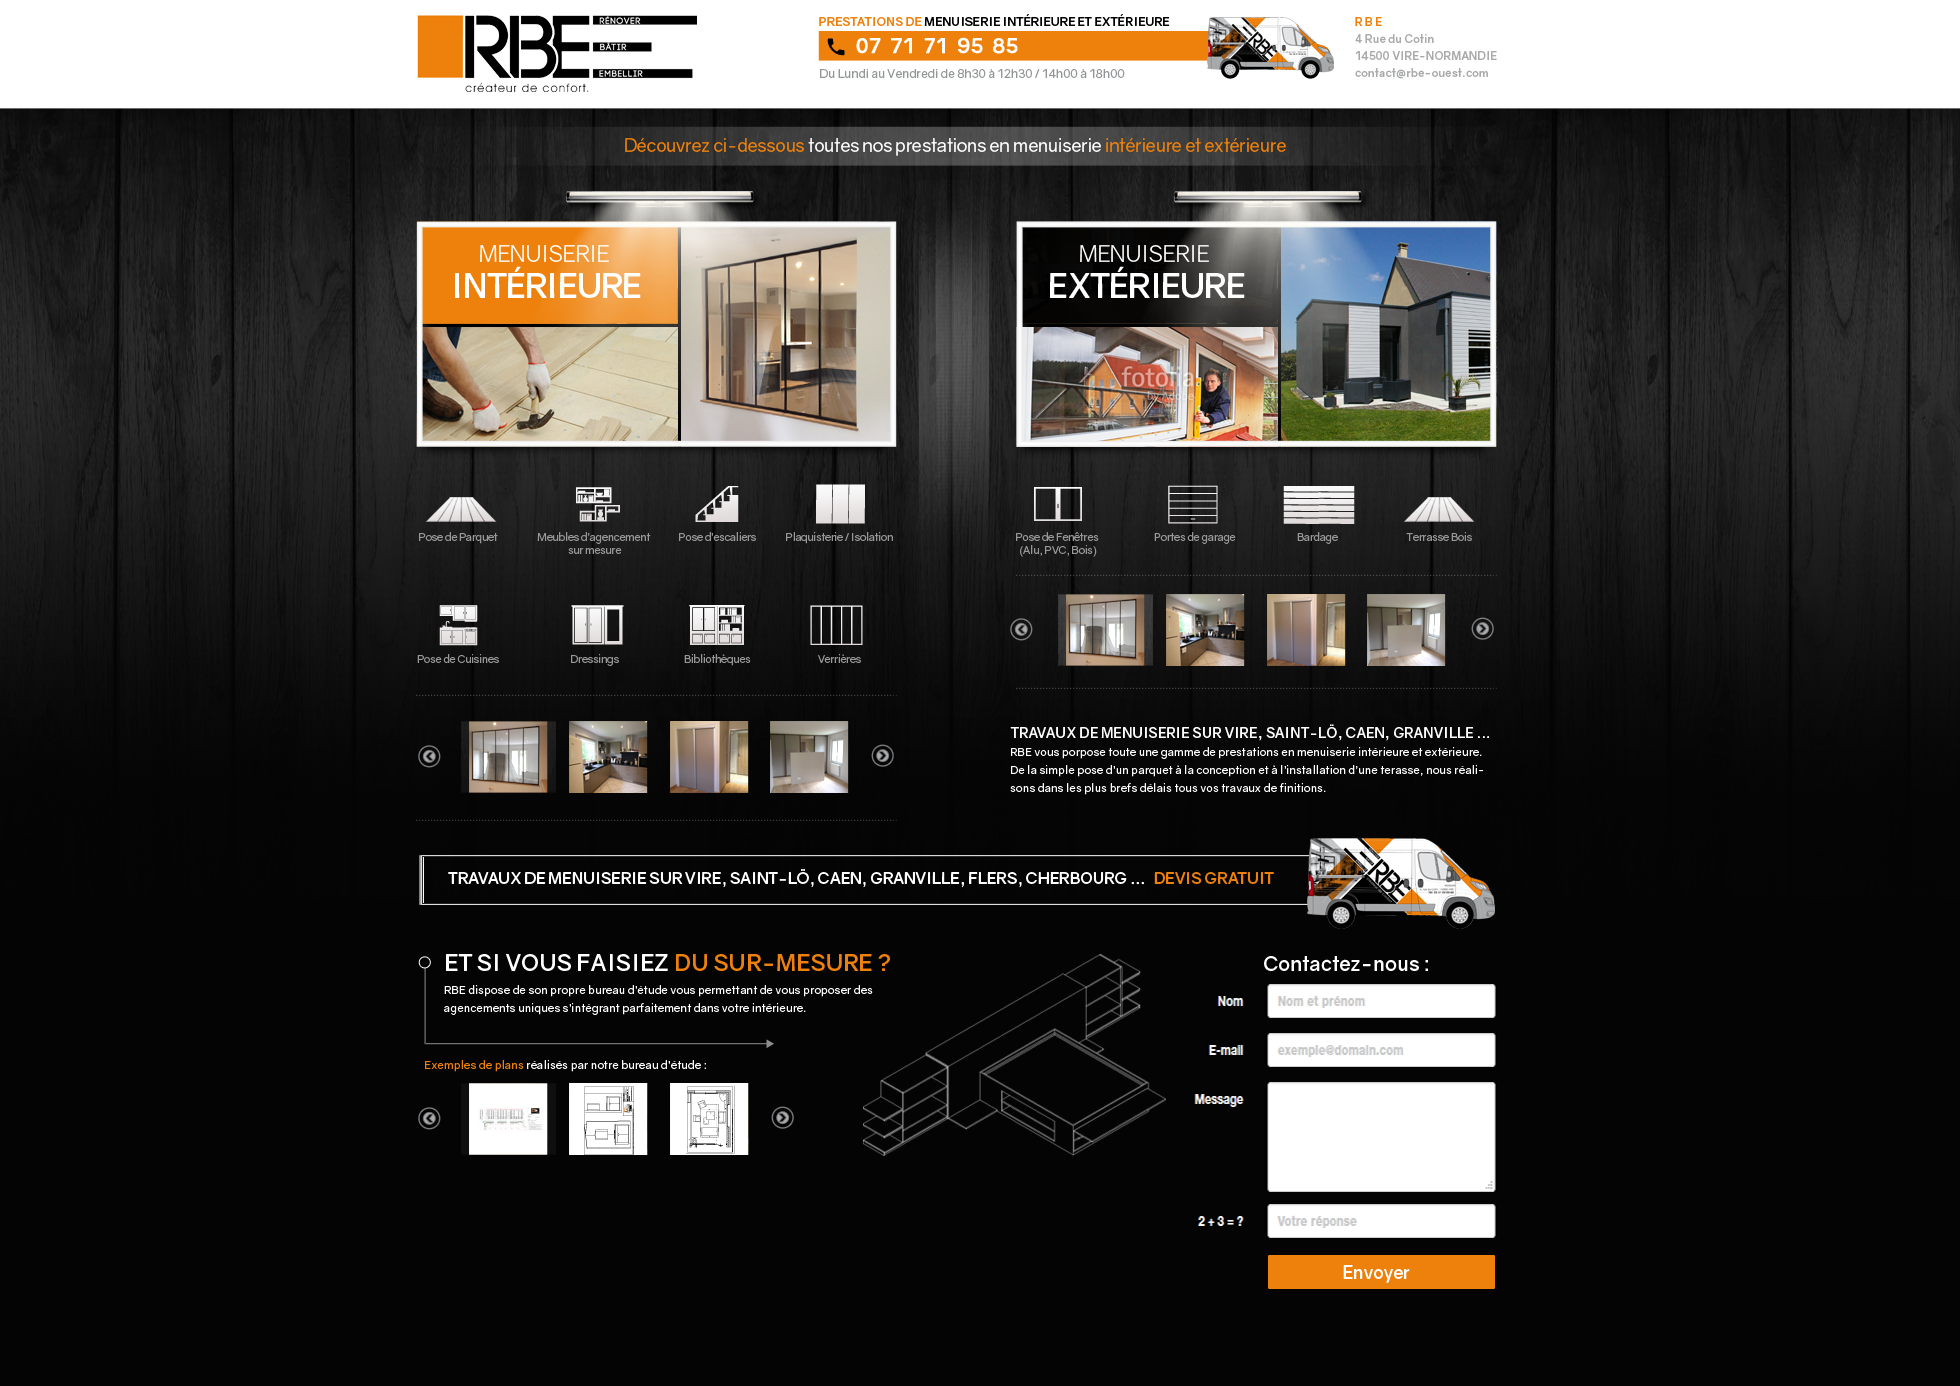 RBE
RÉNOVER
BÂTIR
EMBELLIR
créateur de confort.
PRESTATIONS DE MENUISERIE INTÉRIEURE ET EXTÉRIEURE
07 71 71 95 85
Du Lundi au Vendredi de 8h30 à 12h30 / 14h00 à 18h00
RBE
RBE
4 Rue du Cotin
14500 VIRE-NORMANDIE
contact@rbe-ouest.com
Découvrez ci-dessous toutes nos prestations en menuiserie intérieure et extérieure
MENUISERIE
INTÉRIEURE
MENUISERIE
EXTÉRIEURE
fotolia
by Adobe
Pose de Parquet
Meubles d'agencement
sur mesure
Pose d'escaliers
Plaquisterie / Isolation
Pose de Fenêtres
(Alu, PVC, Bois)
Portes de garage
Bardage
Terrasse Bois
Pose de Cuisines
Dressings
Bibliothèques
Verrières
TRAVAUX DE MENUISERIE SUR VIRE, SAINT-LÖ, CAEN, GRANVILLE ...
RBE vous porpose toute une gamme de prestations en menuiserie intérieure et extérieure.
De la simple pose d'un parquet à la conception et à l'installation d'une terasse, nous réali-
sons dans les plus brefs délais tous vos travaux de finitions.
TRAVAUX DE MENUISERIE SUR VIRE, SAINT-LÖ, CAEN, GRANVILLE, FLERS, CHERBOURG ... DEVIS GRATUIT
RBE
ET SI VOUS FAISIEZ DU SUR-MESURE ?
RBE dispose de son propre bureau d'étude vous permettant de vous proposer des
agencements uniques s'intégrant parfaitement dans votre intérieure.
Exemples de plans réalisés par notre bureau d'étude :
Contactez-nous :
Nom
Nom et prénom
E-mail
exemple@domain.com
Message
2 + 3 = ?
Votre réponse
Envoyer